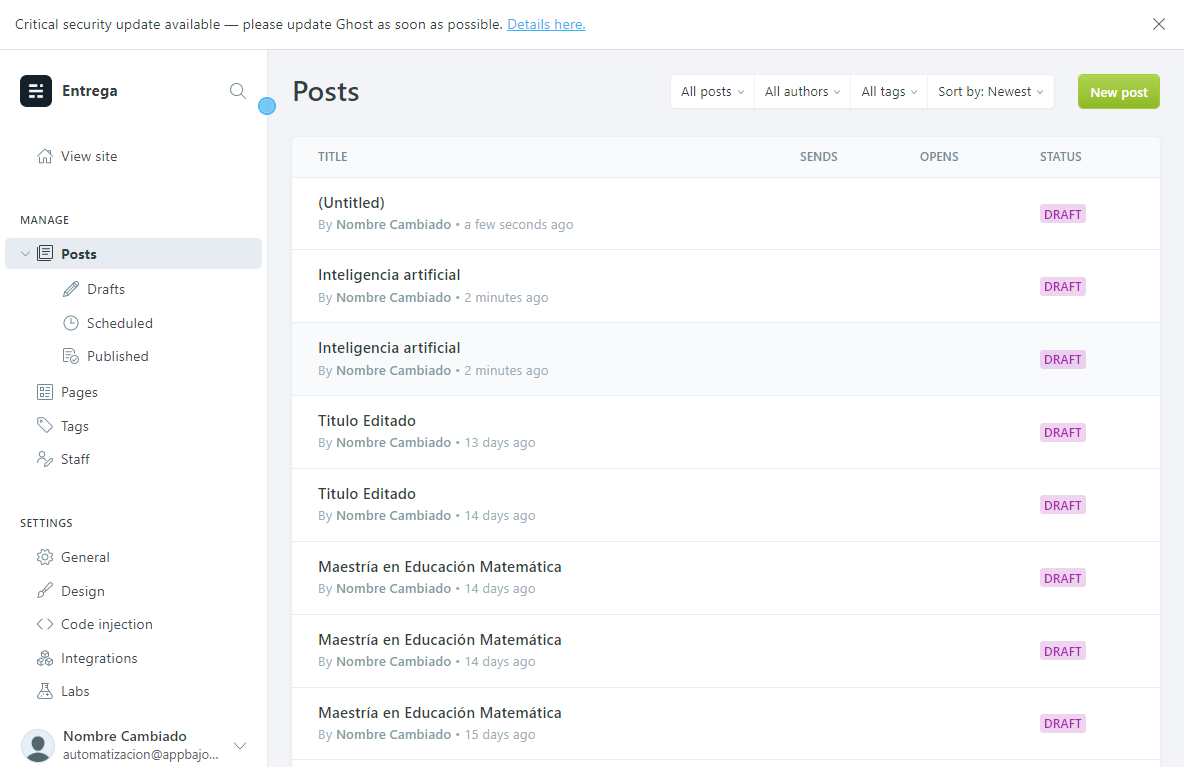 Critical security update available — please update Ghost as soon as possible. Details here.
Entrega
View site
MANAGE
Posts
Drafts
Scheduled
Published
Pages
Tags
Staff
SETTINGS
General
Design
Code injection
Integrations
Labs
Nombre Cambiado
automatizacion@appbajo...
Posts
All posts
All authors
All tags
Sort by: Newest
New post
TITLE SENDS OPENS STATUS
(Untitled)
By Nombre Cambiado • a few seconds ago
DRAFT
Inteligencia artificial
By Nombre Cambiado • 2 minutes ago
DRAFT
Inteligencia artificial
By Nombre Cambiado • 2 minutes ago
DRAFT
Titulo Editado
By Nombre Cambiado • 13 days ago
DRAFT
Titulo Editado
By Nombre Cambiado • 14 days ago
DRAFT
Maestría en Educación Matemática
By Nombre Cambiado • 14 days ago
DRAFT
Maestría en Educación Matemática
By Nombre Cambiado • 14 days ago
DRAFT
Maestría en Educación Matemática
By Nombre Cambiado • 15 days ago
DRAFT